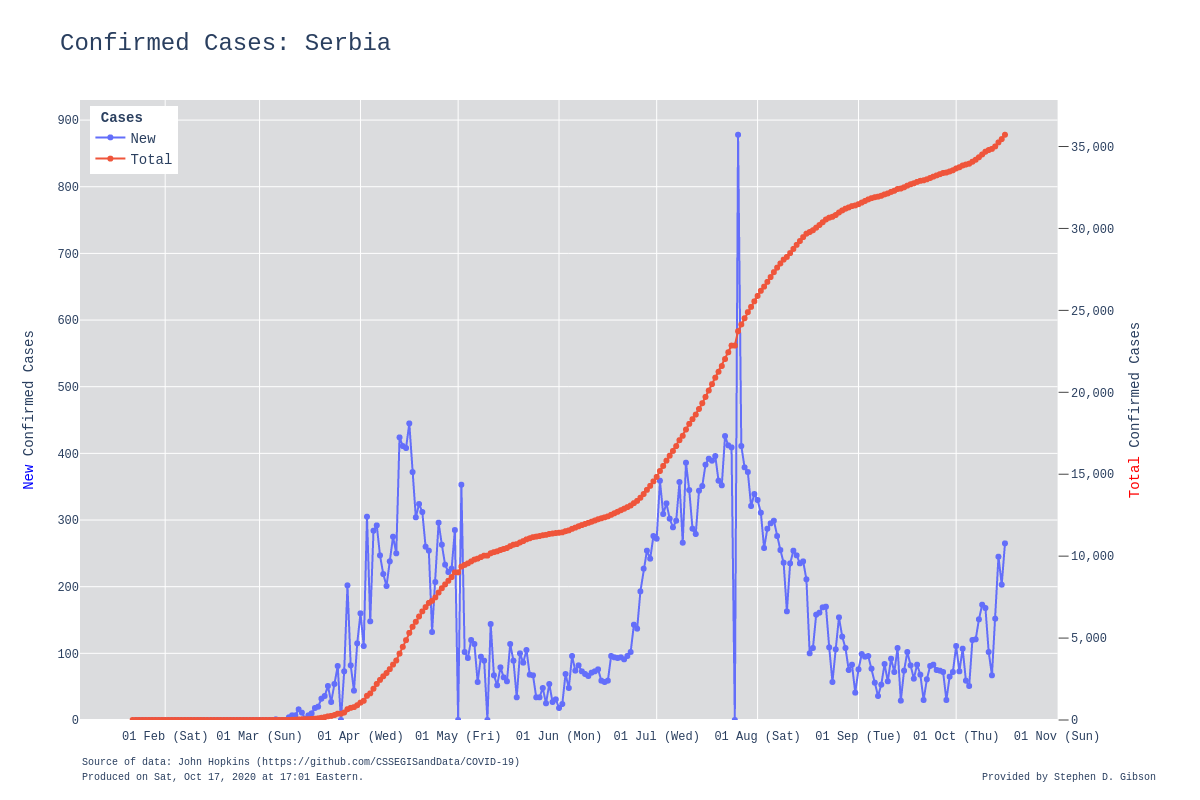 Confirmed Cases: Serbia
Cases
New
Total
900
800
700
600
500
400
300
200
100
0
35,000
30,000
25,000
20,000
15,000
10,000
5,000
0
New Confirmed Cases
Total Confirmed Cases
01 Feb (Sat) 01 Mar (Sun) 01 Apr (Wed) 01 May (Fri) 01 Jun (Mon) 01 Jul (Wed) 01 Aug (Sat) 01 Sep (Tue) 01 Oct (Thu) 01 Nov (Sun)
Source of data: John Hopkins (https://github.com/CSSEGISandData/COVID-19)
Produced on Sat, Oct 17, 2020 at 17:01 Eastern.
Provided by Stephen D. Gibson